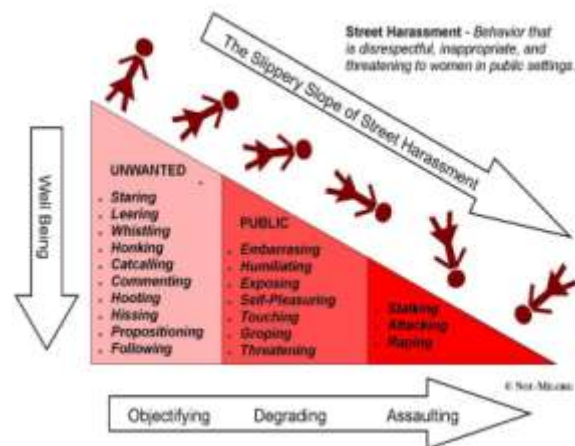 Street Harassment - Behavior that
is disrespectful, inappropriate, and
threatening to women in public settings.
The Slippery Slope of Street Harassment
Well Being
UNWANTED
Staring
Leering
Whistling
Honking
Catcalling
Commenting
Hooting
Hissing
Propositioning
Following
PUBLIC
Embarrasing
Humiliating
Exposing
Self-Pleasuring
Touching
Groping
Threatening
Stalking
Attacking
Raping
Objectifying Degrading Assaulting